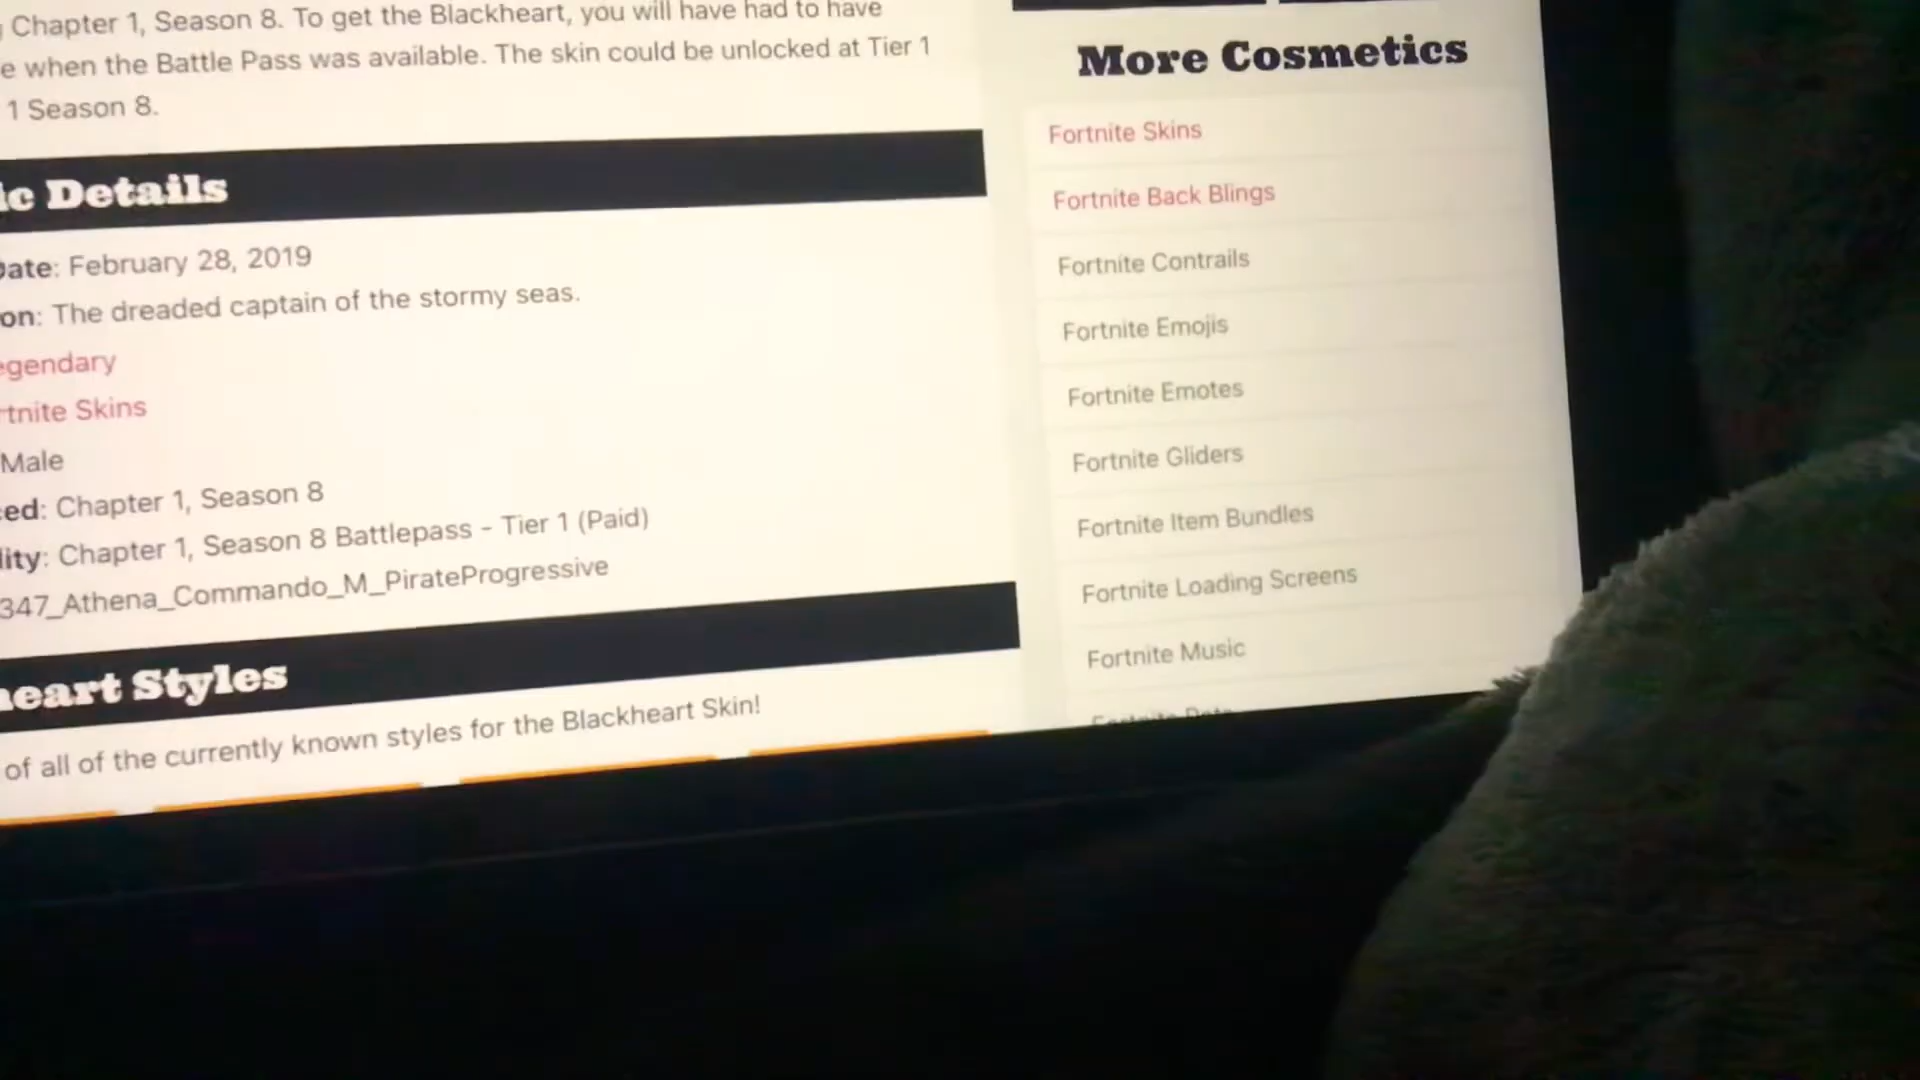 Chapter 1, Season 8. To get the Blackheart, you will have had to have
e when the Battle Pass was available. The skin could be unlocked at Tier 1
1 Season 8.
ic Details
Date: February 28, 2019
on: The dreaded captain of the stormy seas.
egendary
rtnite Skins
Male
ced: Chapter 1, Season 8
lity: Chapter 1, Season 8 Battlepass - Tier 1 (Paid)
347_Athena_Commando_M_PirateProgressive
heart Styles
of all of the currently known styles for the Blackheart Skin!
More Cosmetics
Fortnite Skins
Fortnite Back Blings
Fortnite Contrails
Fortnite Emojis
Fortnite Emotes
Fortnite Gliders
Fortnite Item Bundles
Fortnite Loading Screens
Fortnite Music